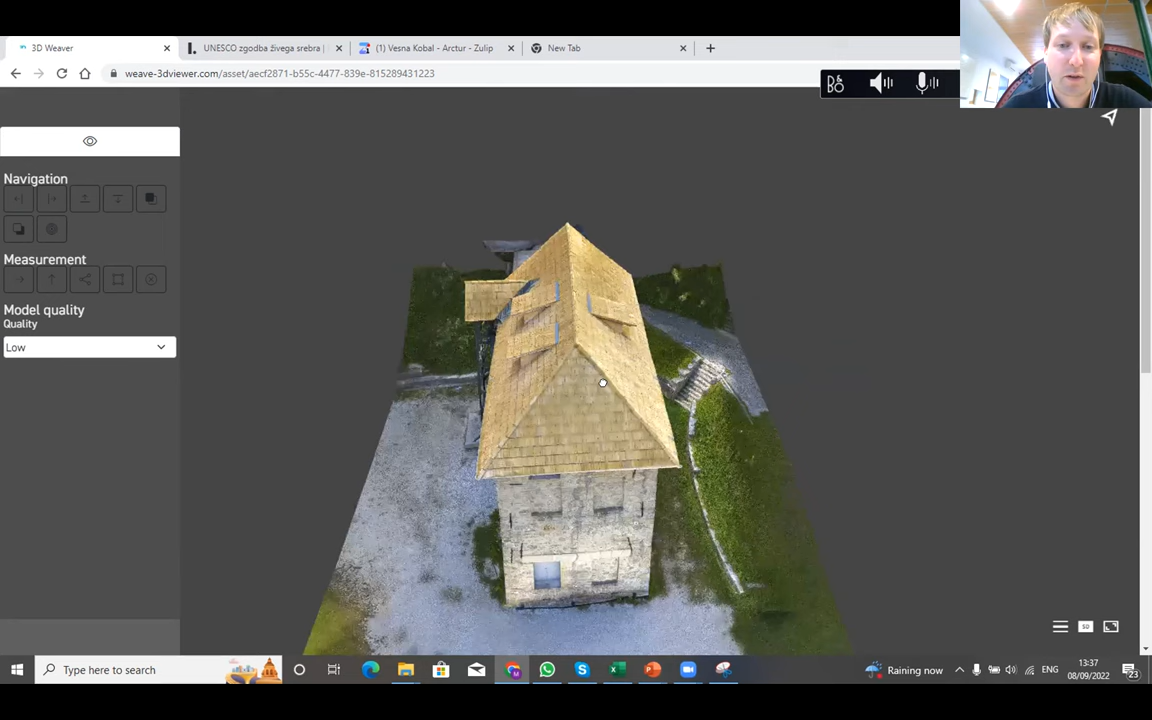 3D Weaver
UNESCO zgodba živega srebra |
(1) Vesna Kobal - Arctur - Zulip
New Tab
weave-3dviewer.com/asset/aecf2871-b55c-4477-839e-815289431223
Navigation
Measurement
Model quality
Quality
Low
SD
Type here to search
Raining now
ENG
13:37
08/09/2022
23